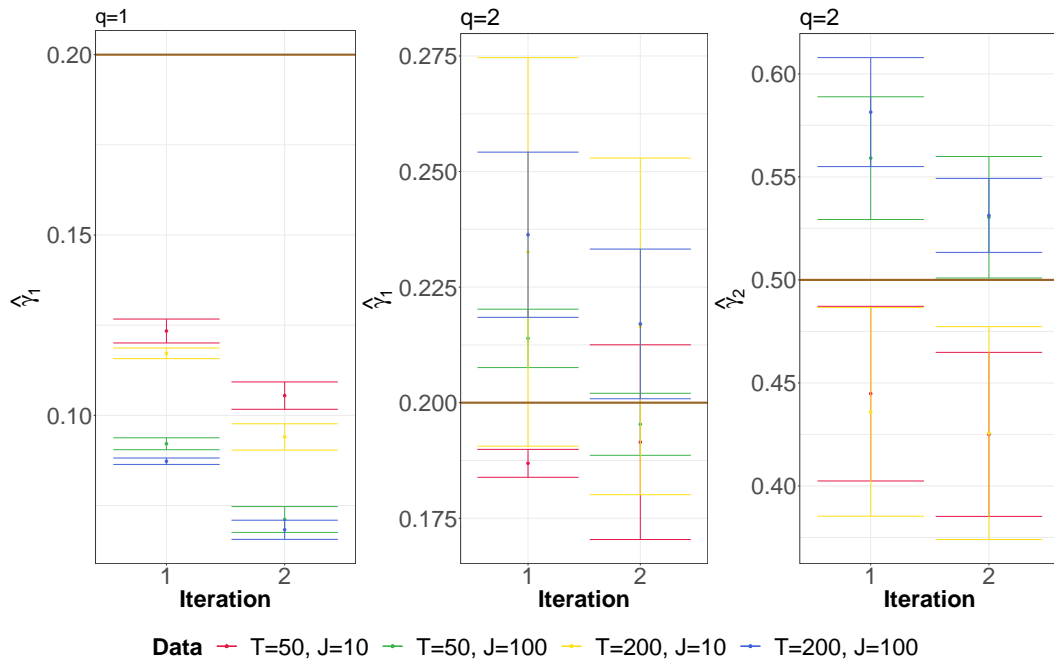 q=1
q=2
q=2
0.20
0.15
0.10
γ̂₁
1
2
Iteration
0.275
0.250
0.225
0.200
0.175
γ̂₁
1
2
Iteration
0.60
0.55
0.50
0.45
0.40
γ̂₂
1
2
Iteration
Data T=50, J=10 T=50, J=100 T=200, J=10 T=200, J=100